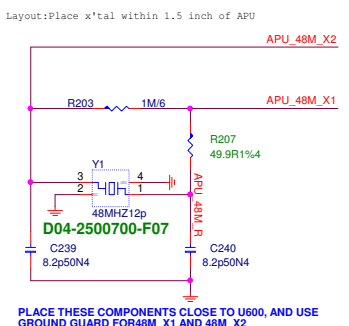 Layout:Place x'tal within 1.5 inch of APU
APU_48M_X2
R203 1M/6 APU_48M_X1
R207
49.9R1%4
Y1
3 4
2 1
APU_48M_R
48MHZ12p
D04-2500700-F07
C239 C240
8.2p50N4 8.2p50N4
PLACE THESE COMPONENTS CLOSE TO U600, AND USE
GROUND GUARD FOR48M_X1 AND 48M_X2